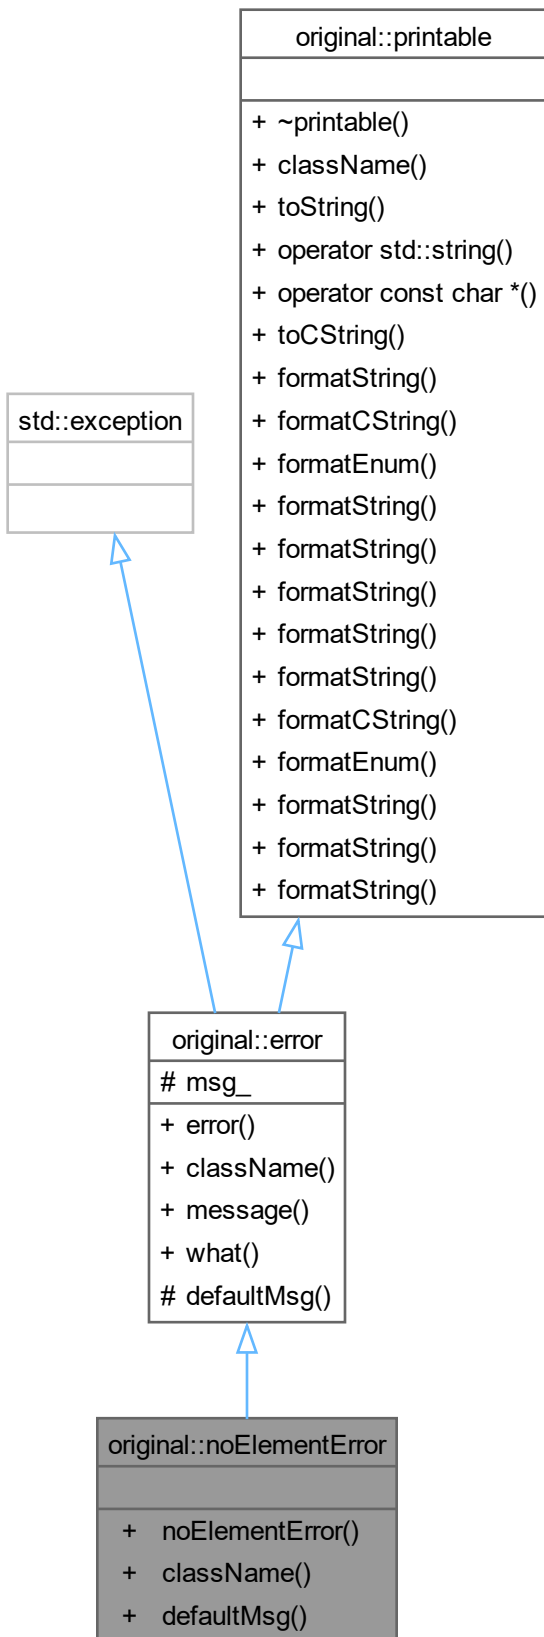 original::printable
+ ~printable()
+ className()
+ toString()
+ operator std::string()
+ operator const char *()
+ toCString()
+ formatString()
+ formatCString()
+ formatEnum()
+ formatString()
+ formatString()
+ formatString()
+ formatString()
+ formatString()
+ formatCString()
+ formatEnum()
+ formatString()
+ formatString()
+ formatString()
std::exception
original::error
# msg_
+ error()
+ className()
+ message()
+ what()
# defaultMsg()
original::noElementError
+ noElementError()
+ className()
+ defaultMsg()